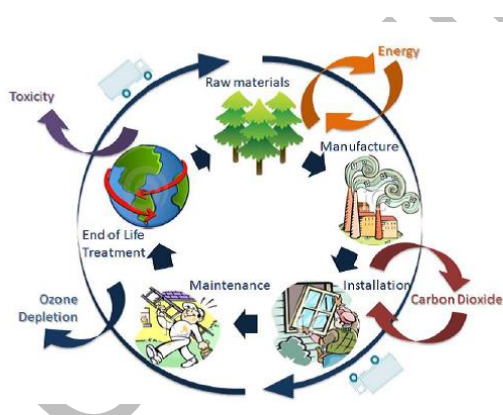 Energy
Raw materials
Toxicity
Manufacture
End of Life
Treatment
Maintenance
Installation
Ozone
Depletion
Carbon Dioxide